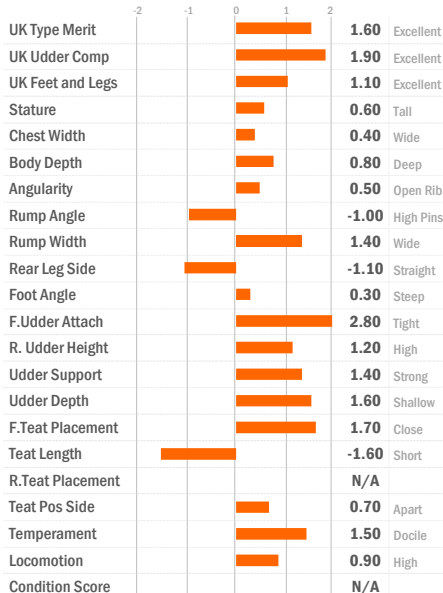 -2 -1 0 1 2
UK Type Merit 1.60 Excellent
UK Udder Comp 1.90 Excellent
UK Feet and Legs 1.10 Excellent
Stature 0.60 Tall
Chest Width 0.40 Wide
Body Depth 0.80 Deep
Angularity 0.50 Open Rib
Rump Angle -1.00 High Pins
Rump Width 1.40 Wide
Rear Leg Side -1.10 Straight
Foot Angle 0.30 Steep
F.Udder Attach 2.80 Tight
R. Udder Height 1.20 High
Udder Support 1.40 Strong
Udder Depth 1.60 Shallow
F.Teat Placement 1.70 Close
Teat Length -1.60 Short
R.Teat Placement N/A
Teat Pos Side 0.70 Apart
Temperament 1.50 Docile
Locomotion 0.90 High
Condition Score N/A